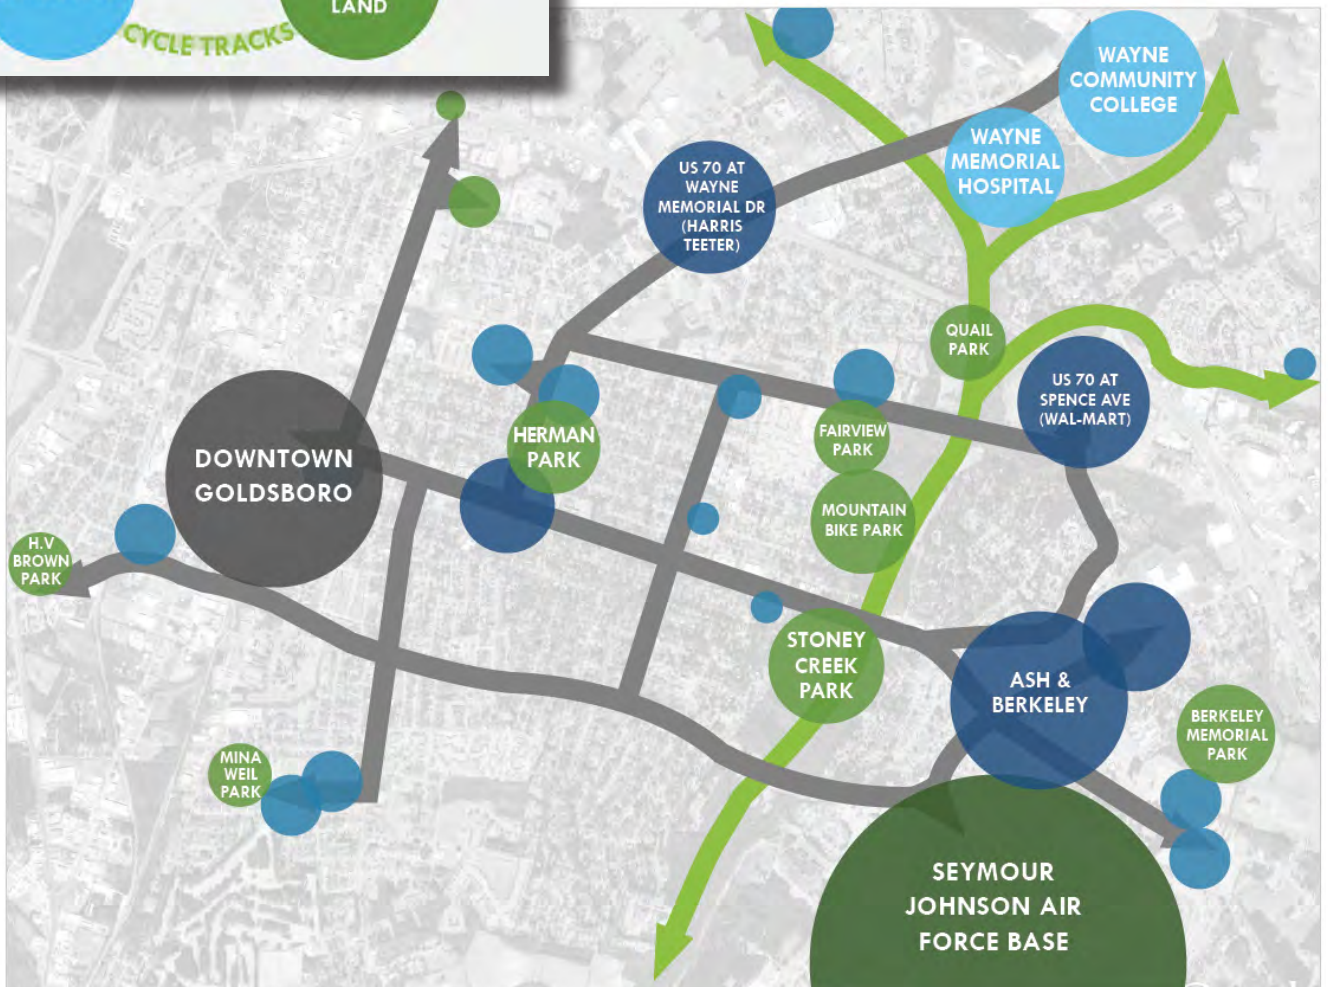 LAND
CYCLE TRACKS
WAYNE
COMMUNITY
COLLEGE
WAYNE
MEMORIAL
HOSPITAL
US 70 AT
WAYNE
MEMORIAL DR
(HARRIS
TEETER)
QUAIL
PARK
US 70 AT
SPENCE AVE
(WAL-MART)
HERMAN
PARK
FAIRVIEW
PARK
DOWNTOWN
GOLDSBORO
MOUNTAIN
BIKE PARK
H.V
BROWN
PARK
STONEY
CREEK
PARK
ASH &
BERKELEY
BERKELEY
MEMORIAL
PARK
MINA
WEIL
PARK
SEYMOUR
JOHNSON AIR
FORCE BASE